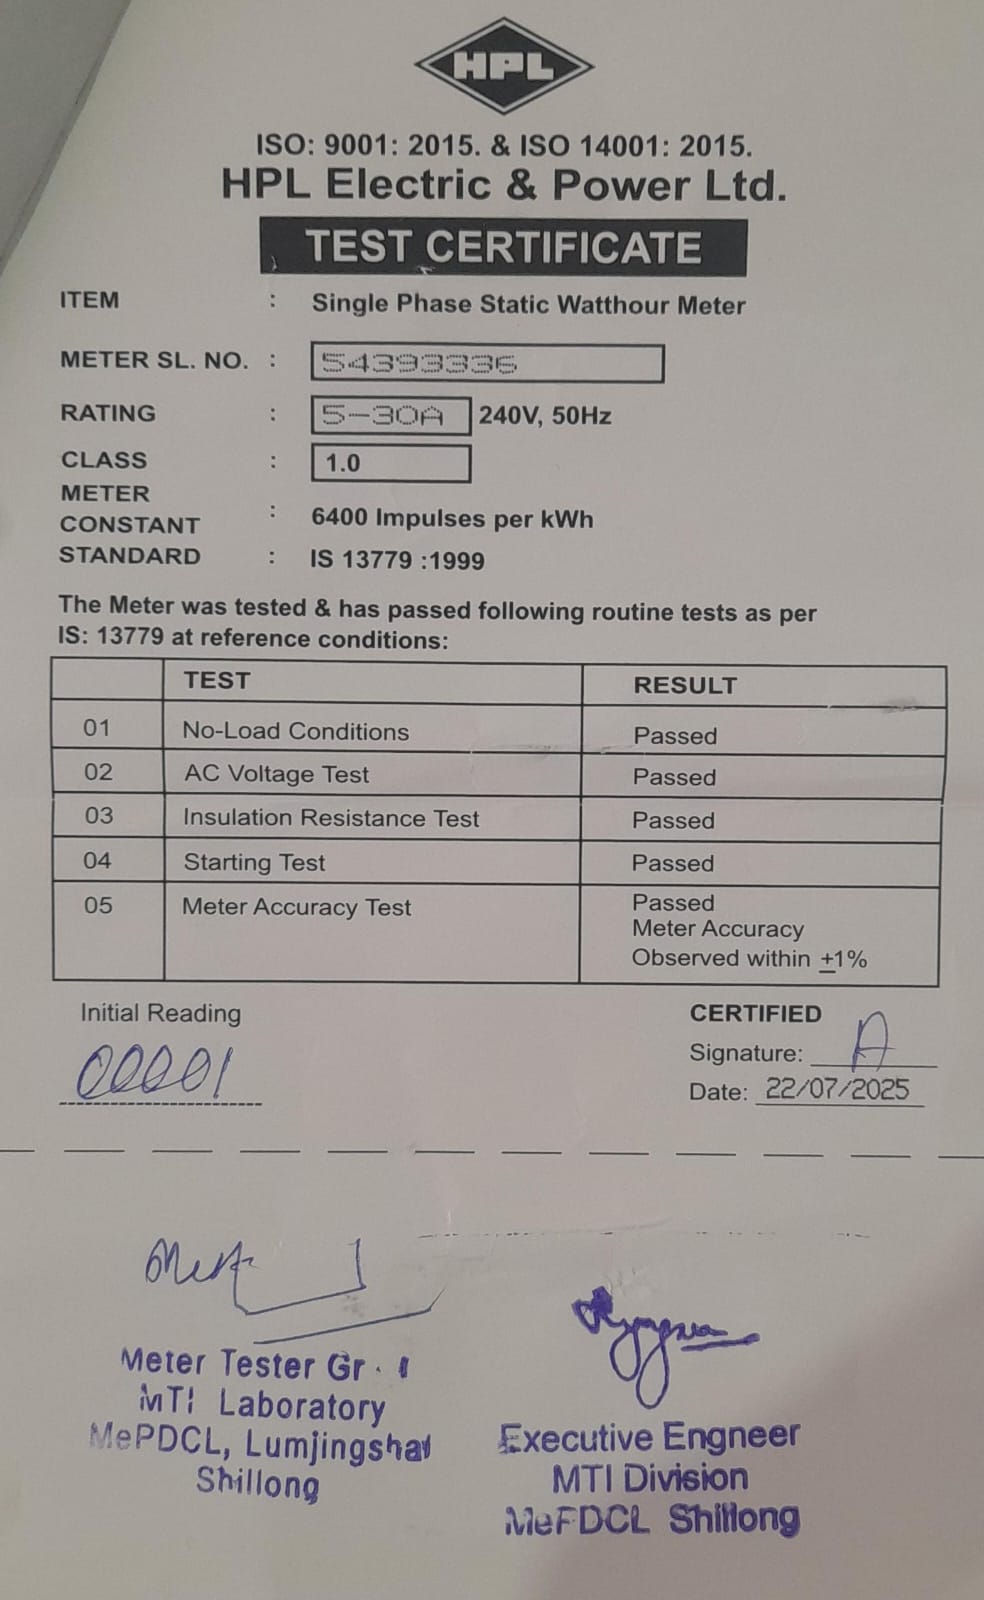 HPL
ISO: 9001: 2015. & ISO 14001: 2015.
HPL Electric & Power Ltd.
TEST CERTIFICATE
ITEM : Single Phase Static Watthour Meter
METER SL. NO. : 54393336
RATING : 5-30A 240V, 50Hz
CLASS : 1.0
METER
CONSTANT : 6400 Impulses per kWh
STANDARD : IS 13779 :1999
The Meter was tested & has passed following routine tests as per
IS: 13779 at reference conditions:
TEST RESULT
01 No-Load Conditions Passed
02 AC Voltage Test Passed
03 Insulation Resistance Test Passed
04 Starting Test Passed
05 Meter Accuracy Test Passed
Meter Accuracy
Observed within ±1%
Initial Reading
00001
CERTIFIED
Signature:
Date: 22/07/2025
Meter Tester Gr - I
MTI Laboratory
MePDCL, Lumjingshai
Shillong
Executive Engneer
MTI Division
MePDCL Shillong